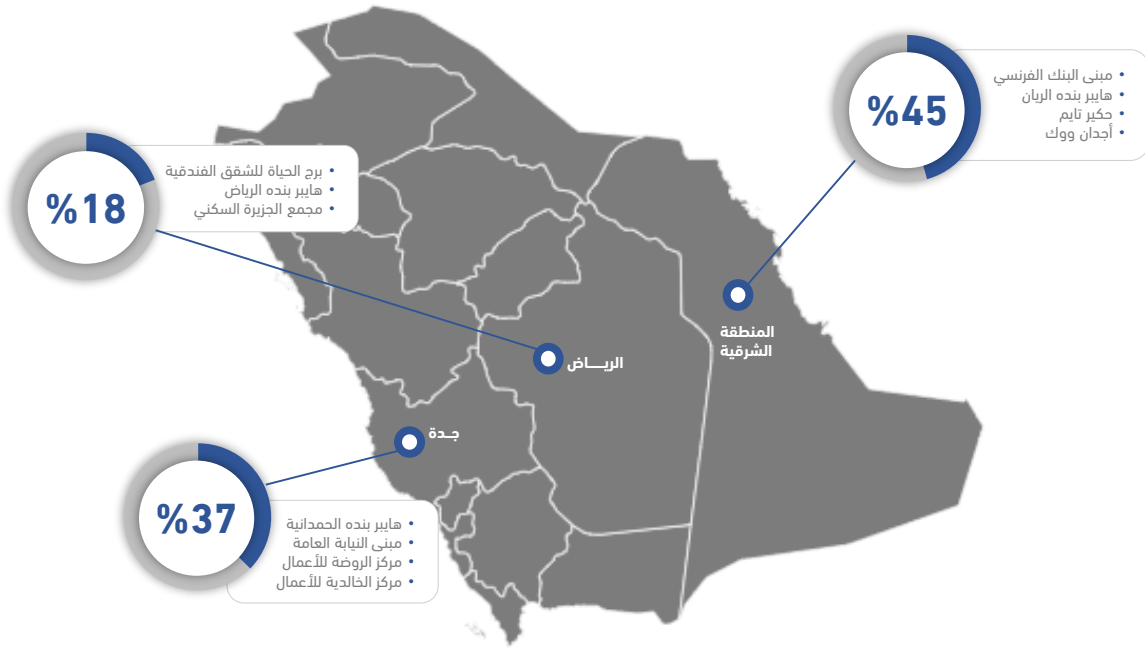 %45
• مبنى البنك الفرنسي
• هايبر بنده الريان
• حكير تايم
• أجدان ووك
%18
• برج الحياة للشقق الفندقية
• هايبر بنده الرياض
• مجمع الجزيرة السكني
المنطقة
الشرقية
الريـــاض
جــدة
%37
• هايبر بنده الحمدانية
• مبنى النيابة العامة
• مركز الروضة للأعمال
• مركز الخالدية للأعمال